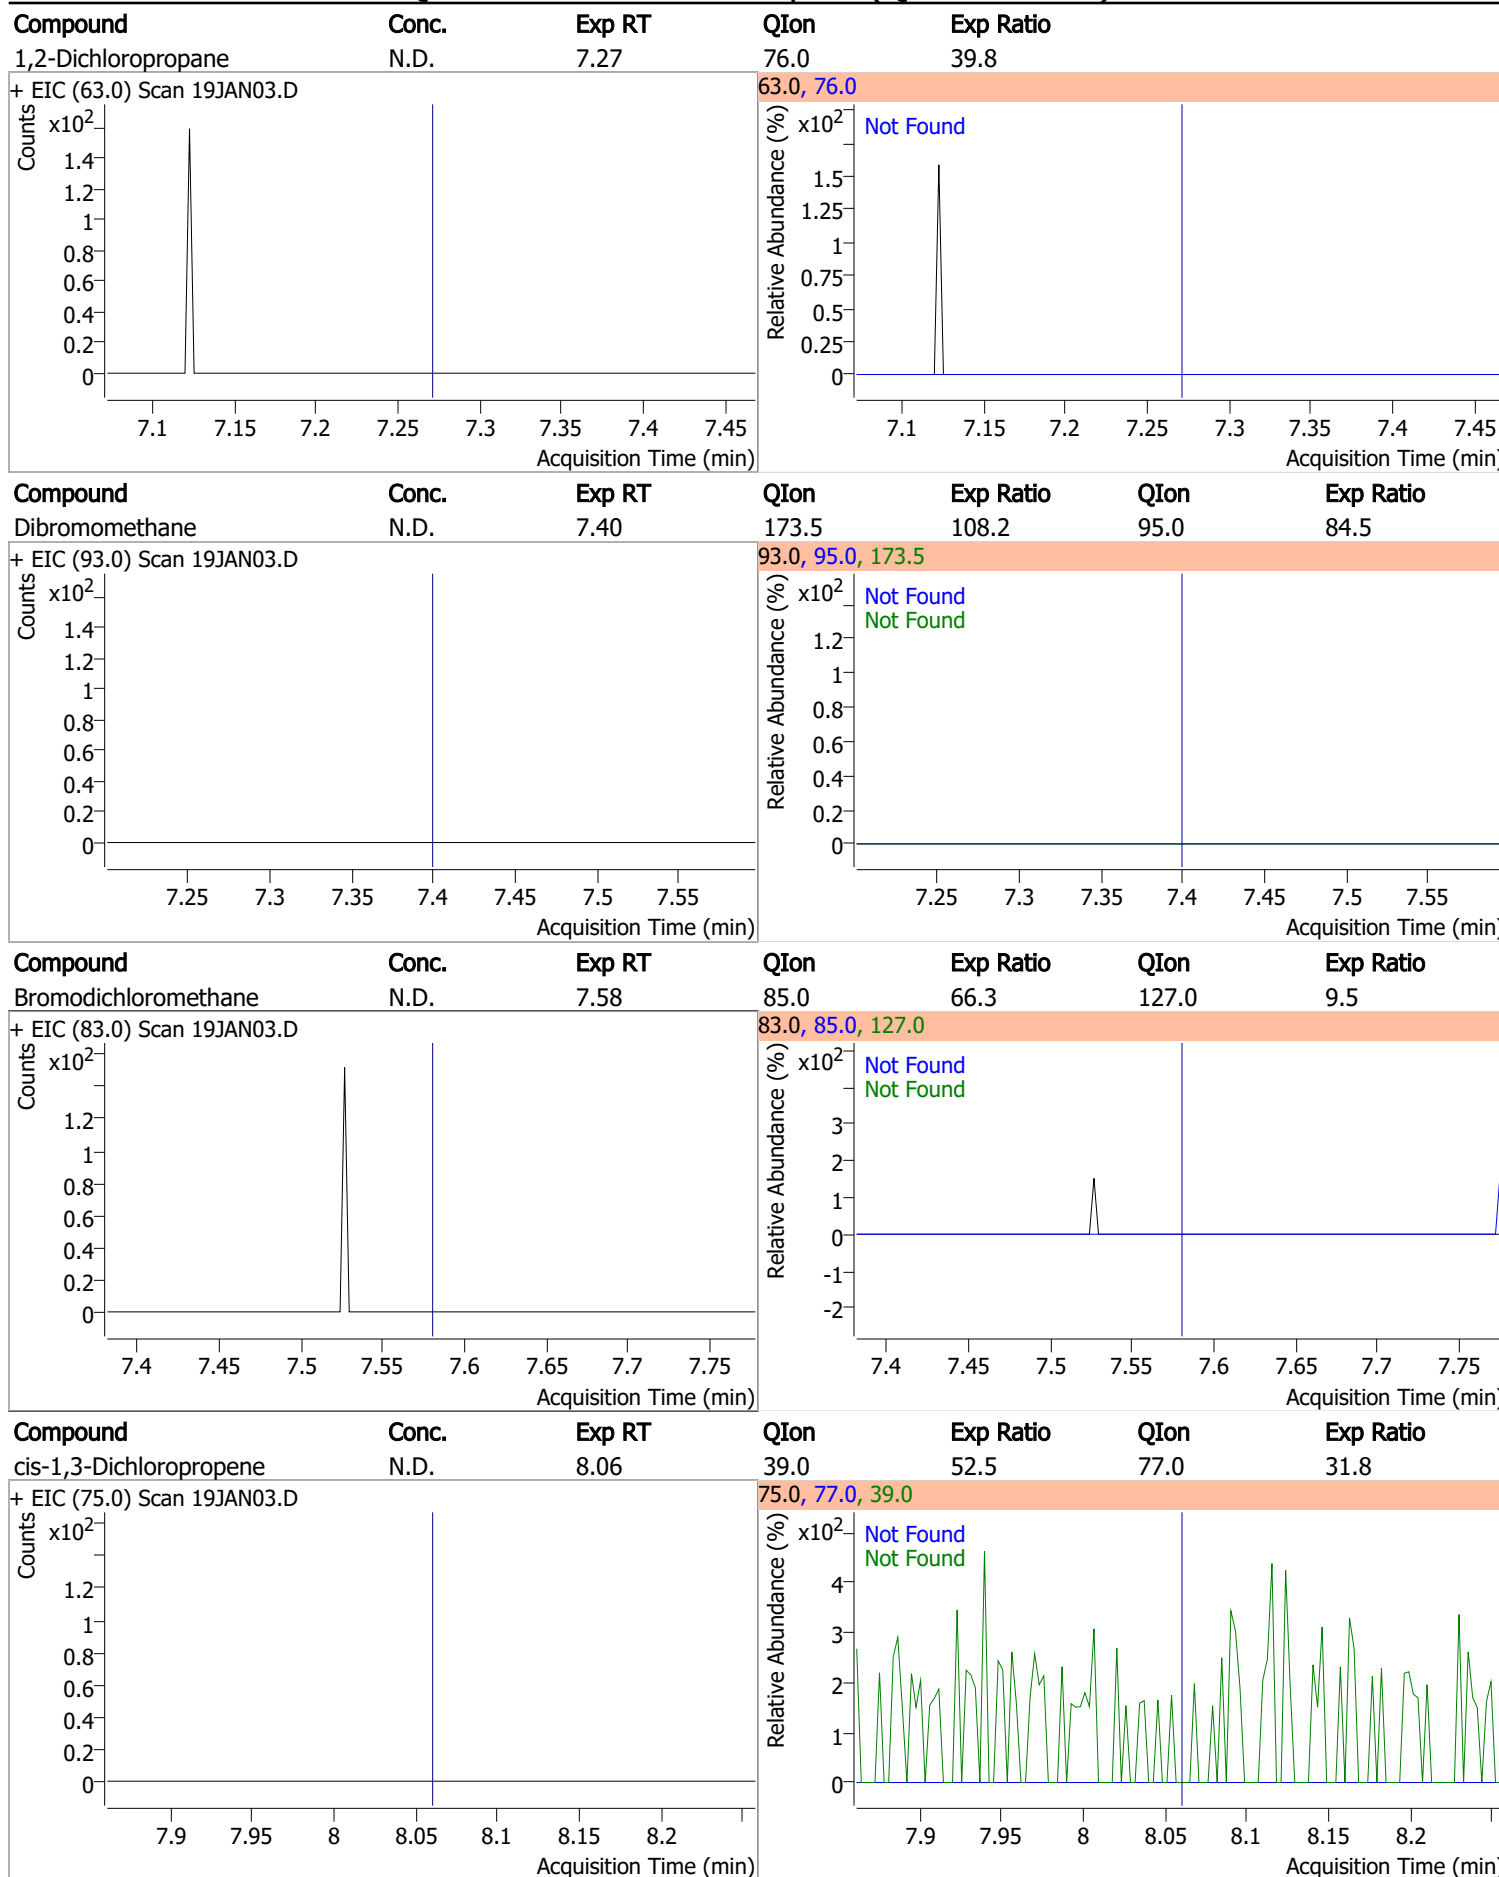 Compound Conc. Exp RT QIon Exp Ratio
1,2-Dichloropropane N.D. 7.27 76.0 39.8
+ EIC (63.0) Scan 19JAN03.D
Counts
x10^2
1.4
1.2
1
0.8
0.6
0.4
0.2
0
7.1 7.15 7.2 7.25 7.3 7.35 7.4 7.45
Acquisition Time (min)
63.0, 76.0
Relative Abundance (%)
x10^2
Not Found
1.5
1.25
1
0.75
0.5
0.25
0
7.1 7.15 7.2 7.25 7.3 7.35 7.4 7.45
Acquisition Time (min)
Compound Conc. Exp RT QIon Exp Ratio QIon Exp Ratio
Dibromomethane N.D. 7.40 173.5 108.2 95.0 84.5
+ EIC (93.0) Scan 19JAN03.D
Counts
x10^2
1.4
1.2
1
0.8
0.6
0.4
0.2
0
7.25 7.3 7.35 7.4 7.45 7.5 7.55
Acquisition Time (min)
93.0, 95.0, 173.5
Relative Abundance (%)
x10^2
Not Found
Not Found
1.2
1
0.8
0.6
0.4
0.2
0
7.25 7.3 7.35 7.4 7.45 7.5 7.55
Acquisition Time (min)
Compound Conc. Exp RT QIon Exp Ratio QIon Exp Ratio
Bromodichloromethane N.D. 7.58 85.0 66.3 127.0 9.5
+ EIC (83.0) Scan 19JAN03.D
Counts
x10^2
1.2
1
0.8
0.6
0.4
0.2
0
7.4 7.45 7.5 7.55 7.6 7.65 7.7 7.75
Acquisition Time (min)
83.0, 85.0, 127.0
Relative Abundance (%)
x10^2
Not Found
Not Found
3
2
1
0
-1
-2
7.4 7.45 7.5 7.55 7.6 7.65 7.7 7.75
Acquisition Time (min)
Compound Conc. Exp RT QIon Exp Ratio QIon Exp Ratio
cis-1,3-Dichloropropene N.D. 8.06 39.0 52.5 77.0 31.8
+ EIC (75.0) Scan 19JAN03.D
Counts
x10^2
1.2
1
0.8
0.6
0.4
0.2
0
7.9 7.95 8 8.05 8.1 8.15 8.2
Acquisition Time (min)
75.0, 77.0, 39.0
Relative Abundance (%)
x10^2
Not Found
Not Found
4
3
2
1
0
7.9 7.95 8 8.05 8.1 8.15 8.2
Acquisition Time (min)